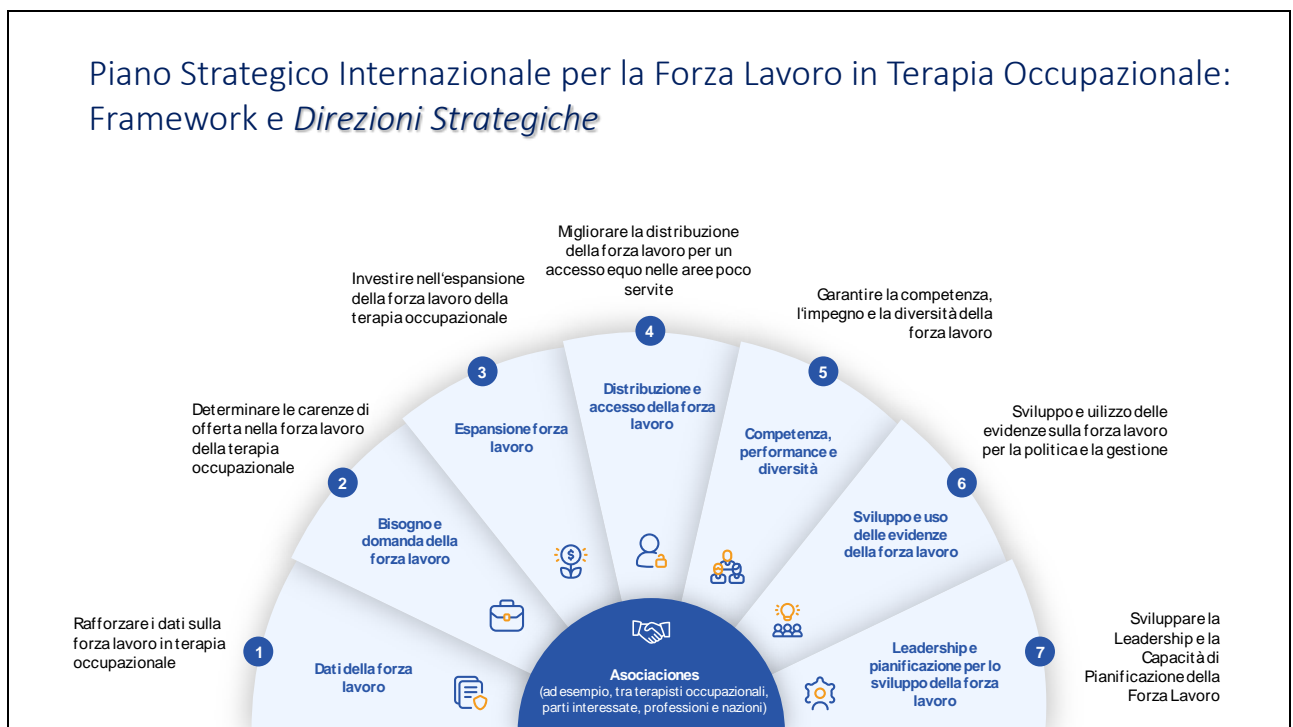 Piano Strategico Internazionale per la Forza Lavoro in Terapia Occupazionale:
Framework e Direzioni Strategiche
Migliorare la distribuzione
della forza lavoro per un
accesso equo nelle aree poco
servite
Investire nell'espansione
della forza lavoro della
terapia occupazionale
Garantire la competenza,
l'impegno e la diversità della
forza lavoro
4
3
5
Distribuzione e
accesso della forza
lavoro
Determinare le carenze di
offerta nella forza lavoro
della terapia
occupazionale
Espansione forza
lavoro
Competenza,
performance e
diversità
Sviluppo e uilizzo delle
evidenze sulla forza lavoro
per la politica e la gestione
2
6
Bisogno e
domanda della
forza lavoro
Sviluppo e uso
delle evidenze
della forza lavoro
$
Rafforzare i dati sulla
forza lavoro in terapia
occupazionale
1
Dati della forza
lavoro
Asociaciones
(ad esempio, tra terapisti occupazionali,
parti interessate, professioni e nazioni)
Leadership e
pianificazione per lo
sviluppo della forza
lavoro
7
Sviluppare la
Leadership e la
Capacità di
Pianificazione della
Forza Lavoro